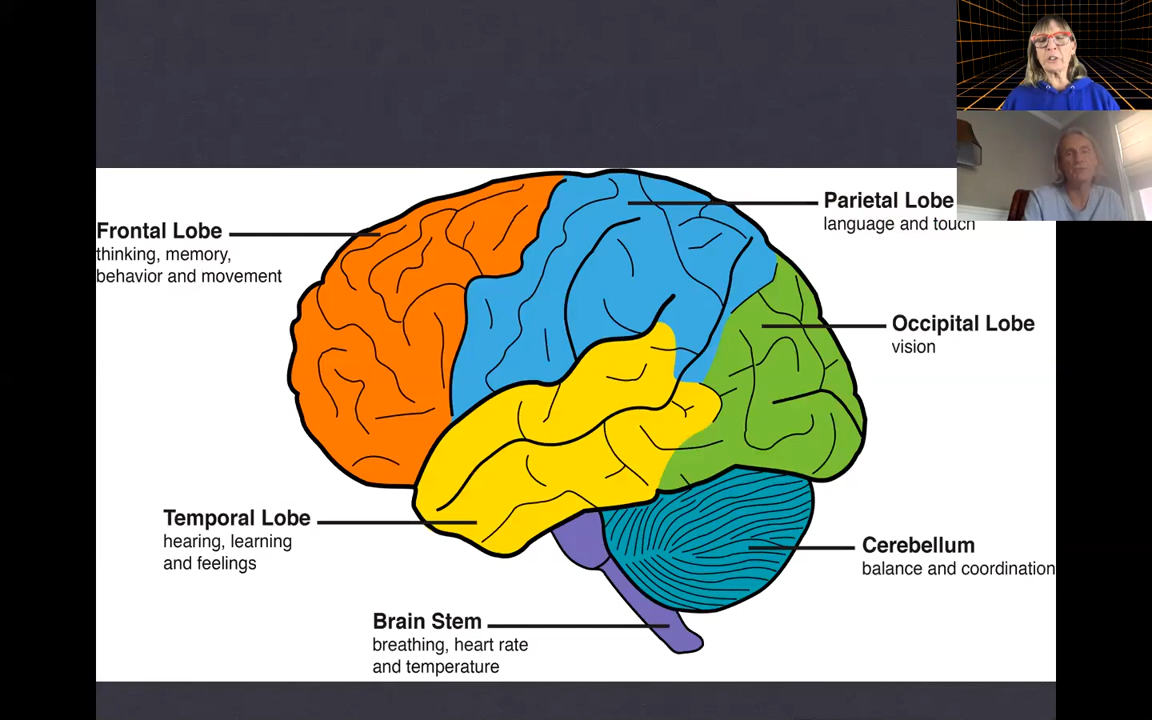 Frontal Lobe
thinking, memory,
behavior and movement
Parietal Lobe
language and touch
Occipital Lobe
vision
Temporal Lobe
hearing, learning
and feelings
Cerebellum
balance and coordination
Brain Stem
breathing, heart rate
and temperature